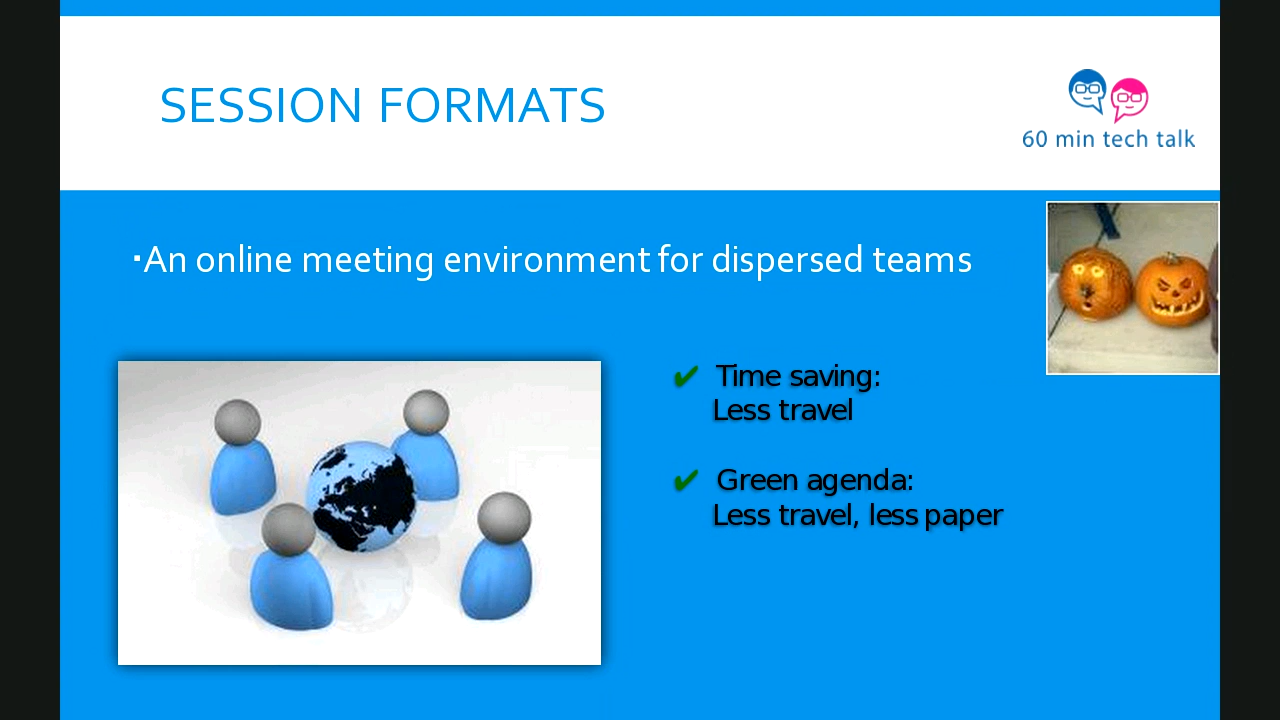 SESSION FORMATS
60 min tech talk
▪An online meeting environment for dispersed teams
✔ Time saving:
Less travel
✔ Green agenda:
Less travel, less paper